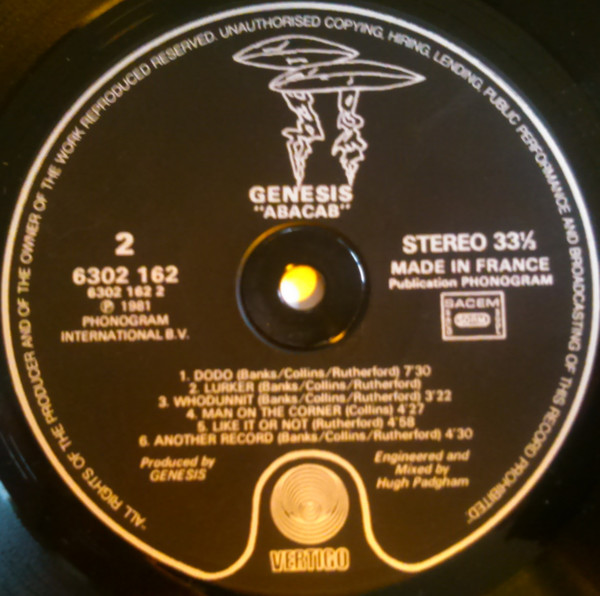 "ALL RIGHTS OF THE PRODUCER AND OF THE OWNER OF THE WORK REPRODUCED RESERVED. UNAUTHORISED COPYING, HIRING, LENDING, PUBLIC PERFORMANCE AND BROADCASTING OF THIS RECORD PROHIBITED."
GENESIS
"ABACAB"
2
6302 162
6302 162 2
℗ 1981
PHONOGRAM
INTERNATIONAL B.V.
STEREO 33⅓
MADE IN FRANCE
Publication PHONOGRAM
SACEM
1. DODO (Banks/Collins/Rutherford) 7'30
2. LURKER (Banks/Collins/Rutherford)
3. WHODUNNIT (Banks/Collins/Rutherford) 3'22
4. MAN ON THE CORNER (Collins) 4'27
5. LIKE IT OR NOT (Rutherford) 4'58
6. ANOTHER RECORD (Banks/Collins/Rutherford) 4'30
Produced by
GENESIS
Engineered and
Mixed by
Hugh Padgham
VERTIGO